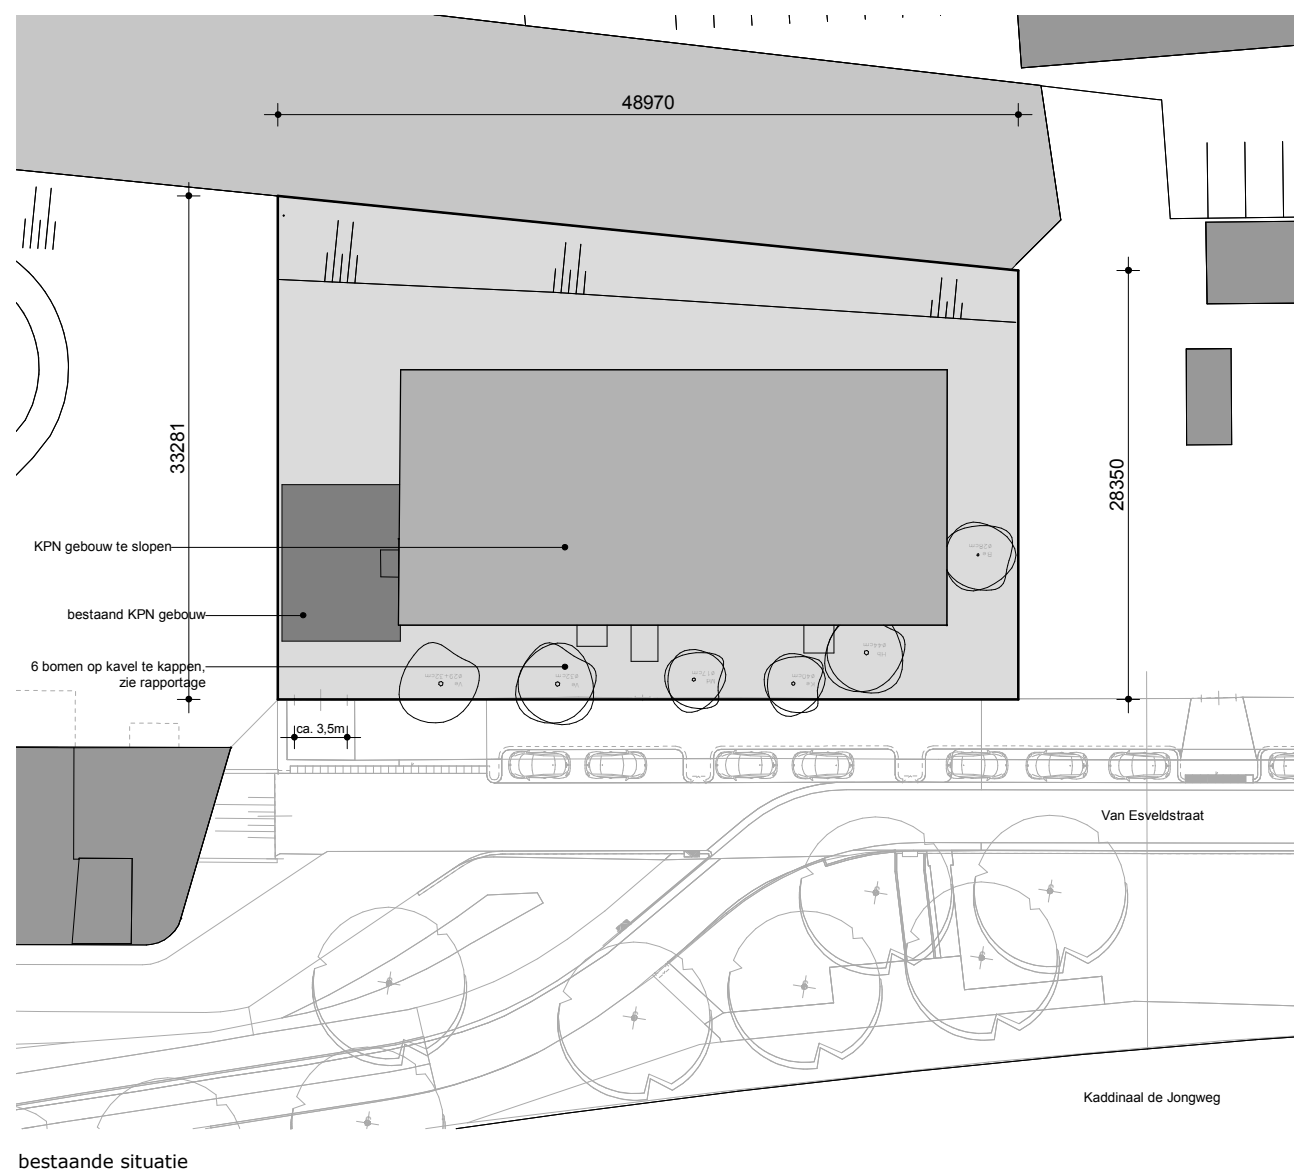 48970
33281
28350
KPN gebouw te slopen
bestaand KPN gebouw
6 bomen op kavel te kappen,
zie rapportage
ca. 3,5m
Van Esveldstraat
Kaddinaal de Jongweg
bestaande situatie